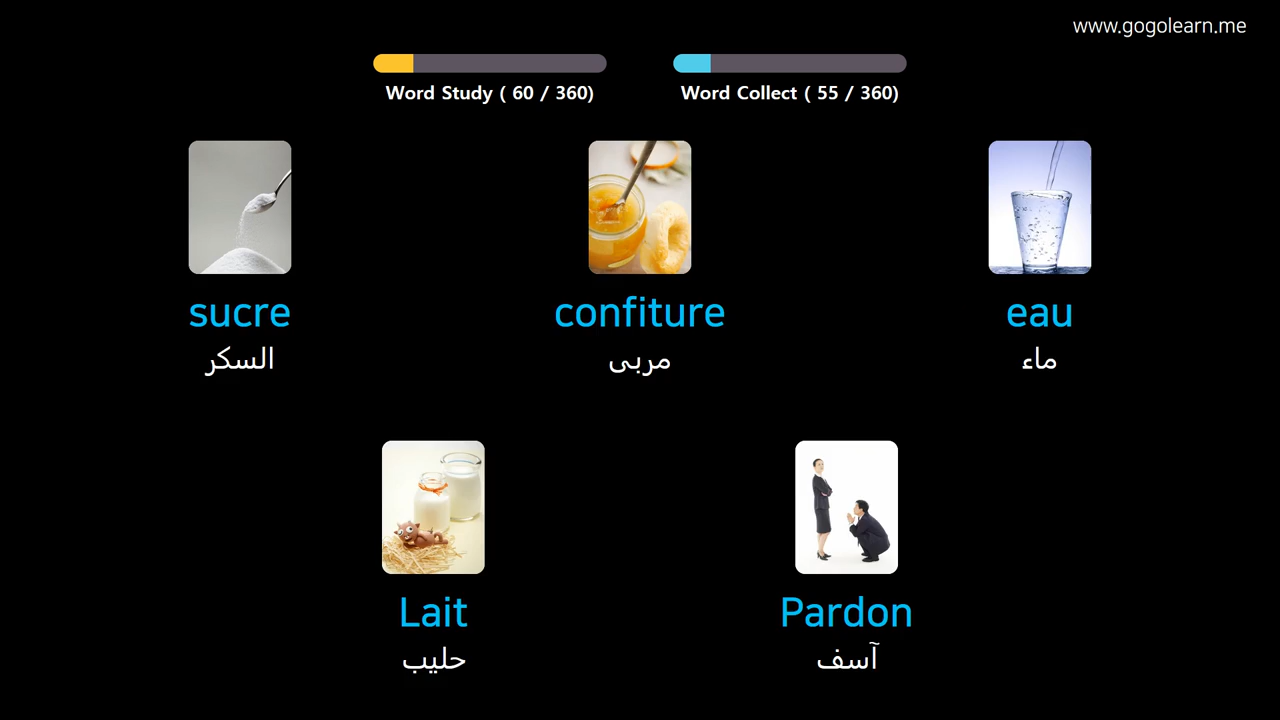 www.gogolearn.me
Word Study ( 60 / 360)
Word Collect ( 55 / 360)
sucre
السكر
confiture
مربى
eau
ماء
Lait
حليب
Pardon
آسف